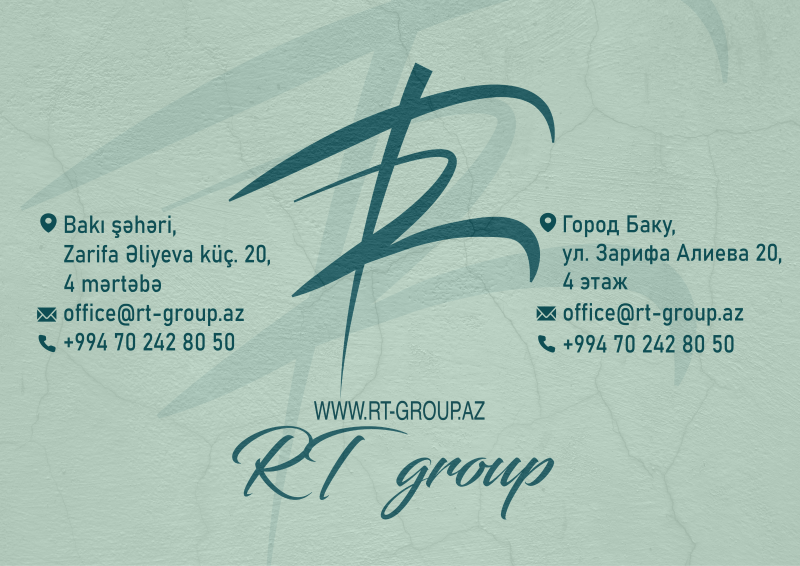 Bakı şəhəri,
Zarifa Əliyeva küç. 20,
4 mərtəbə
office@rt-group.az
+994 70 242 80 50
Город Баку,
ул. Зарифа Алиева 20,
4 этаж
office@rt-group.az
+994 70 242 80 50
WWW.RT-GROUP.AZ
RT group